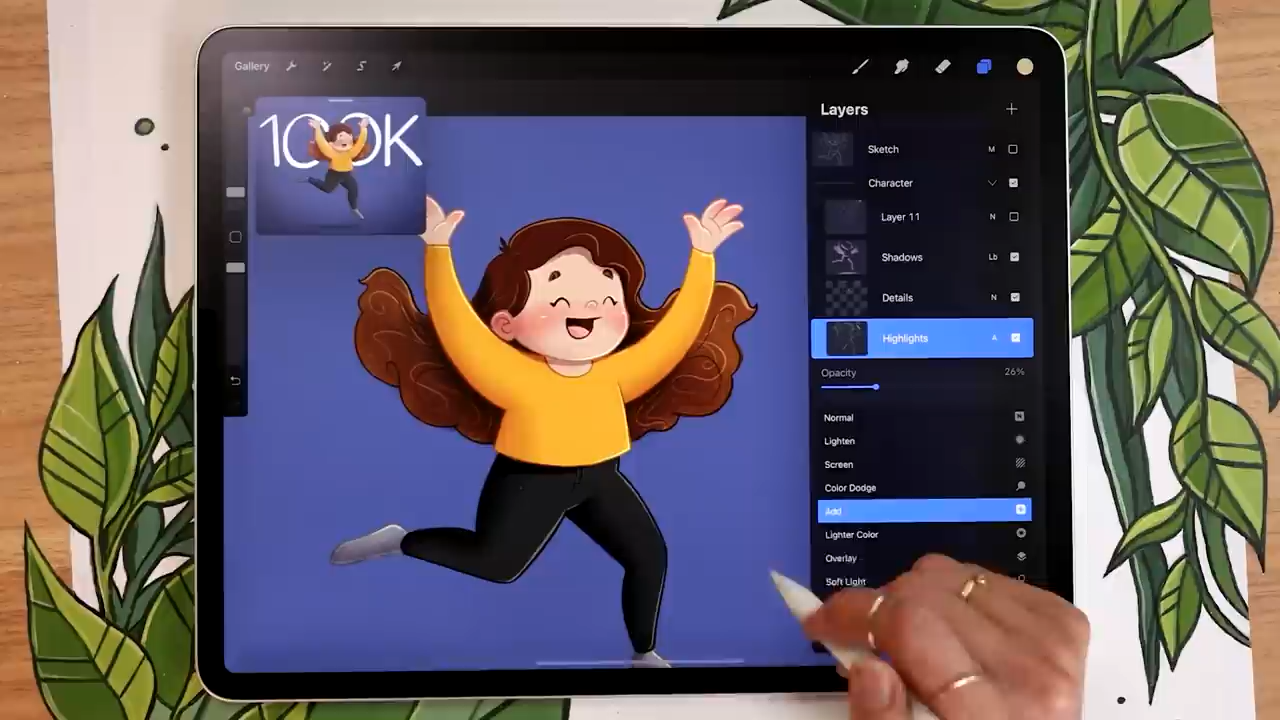 Gallery
100K
Layers
Sketch M
Character
Layer 11 N
Shadows Lb
Details N
Highlights A
Opacity 26%
Normal N
Lighten
Screen
Color Dodge
Add
Lighter Color
Overlay
Soft Light